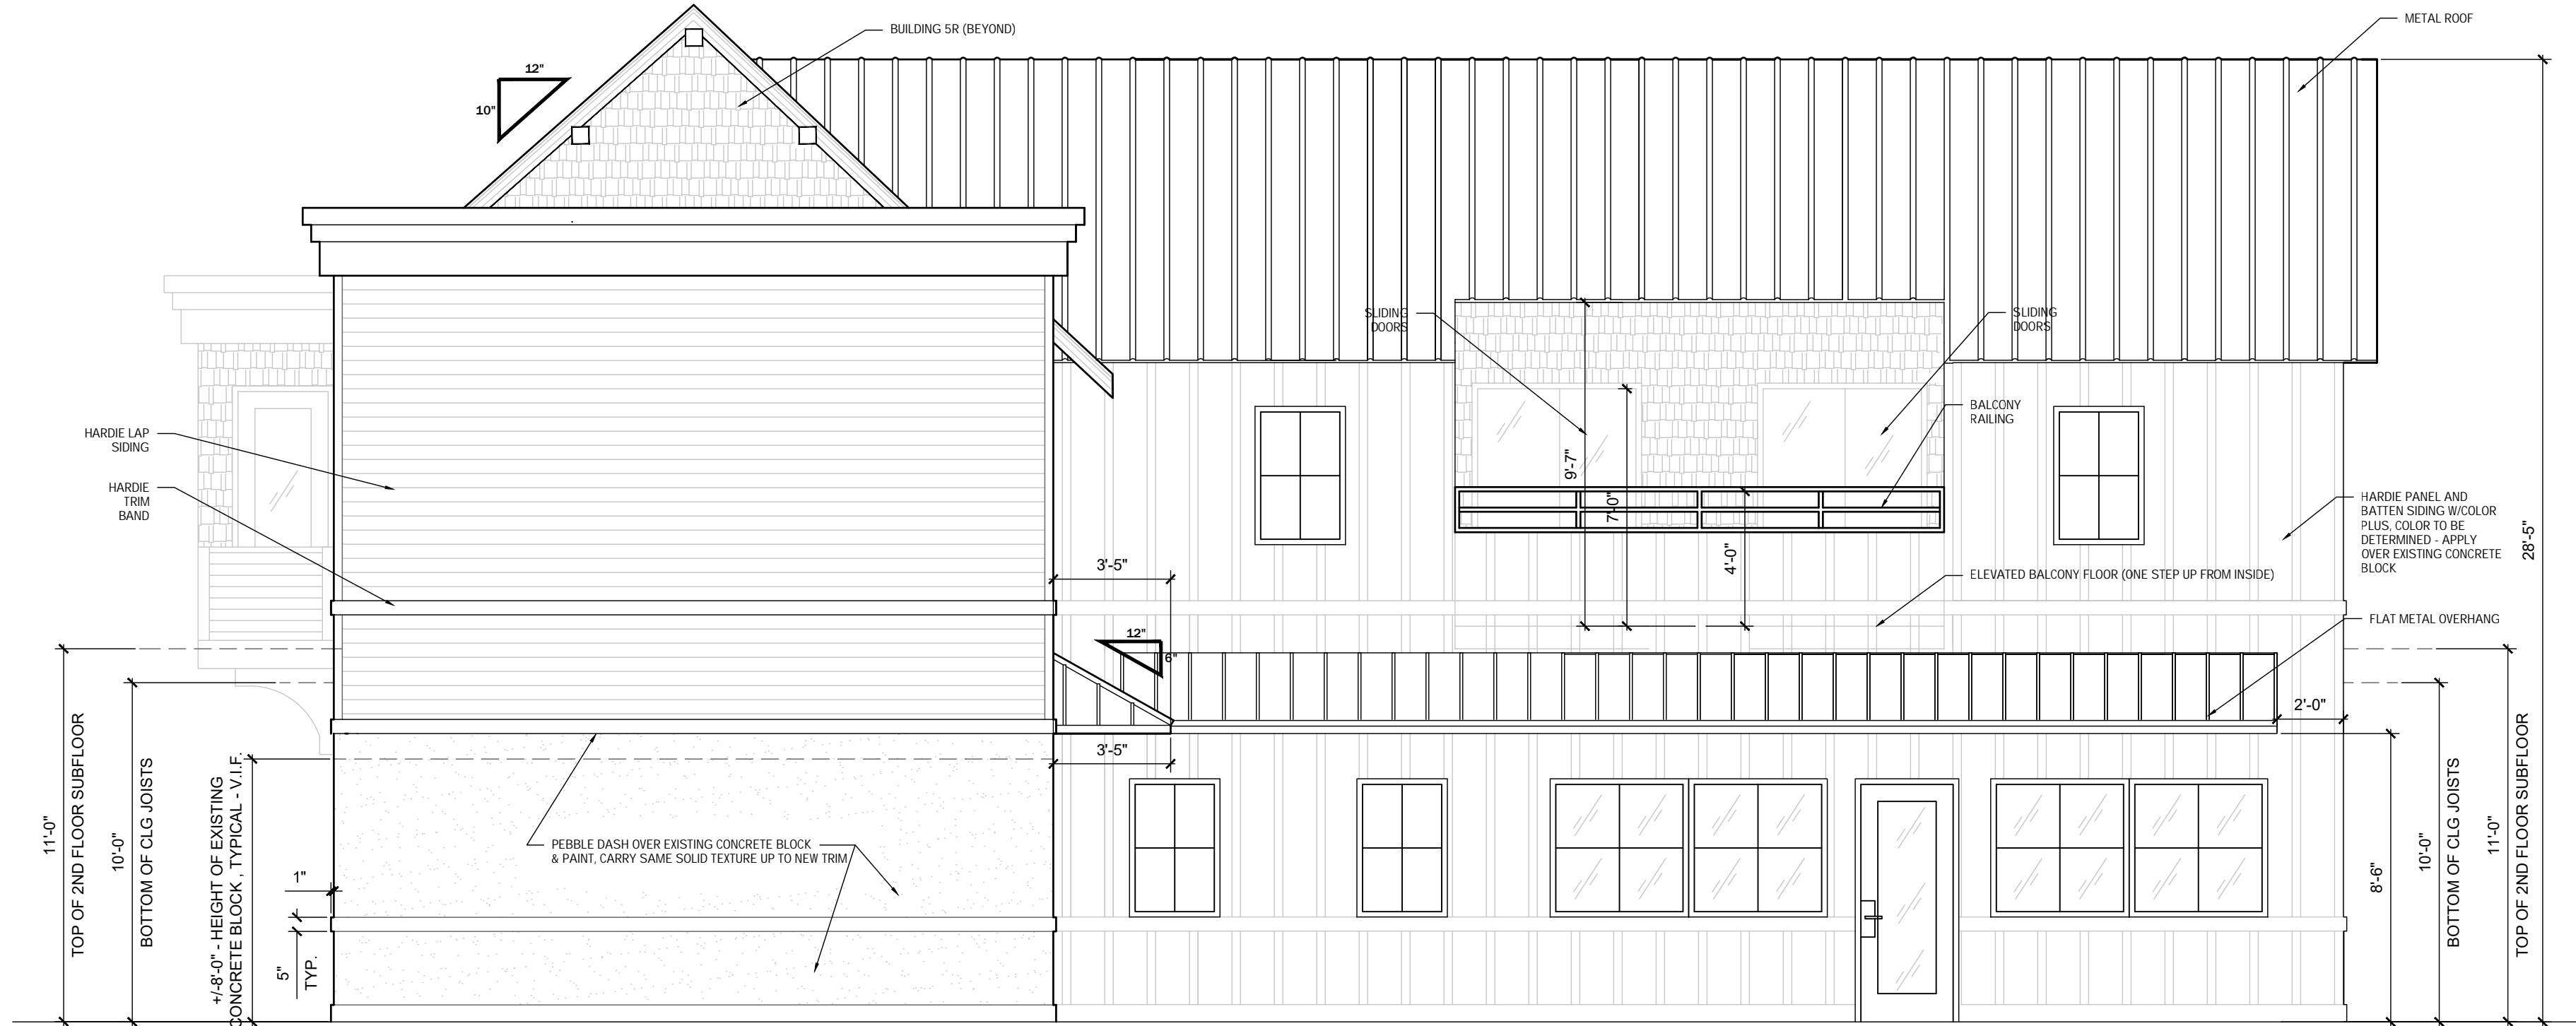 METAL ROOF
BUILDING 5R (BEYOND)
12"
10"
SLIDING
DOORS
SLIDING
DOORS
BALCONY
RAILING
HARDIE LAP
SIDING
HARDIE
TRIM
BAND
9'-7"
7'-0"
4'-0"
HARDIE PANEL AND
BATTEN SIDING W/COLOR
PLUS, COLOR TO BE
DETERMINED - APPLY
OVER EXISTING CONCRETE
BLOCK
28'-5"
3'-5"
ELEVATED BALCONY FLOOR (ONE STEP UP FROM INSIDE)
FLAT METAL OVERHANG
12"
6"
2'-0"
3'-5"
11'-0"
TOP OF 2ND FLOOR SUBFLOOR
10'-0"
BOTTOM OF CLG JOISTS
+/-8'-0" - HEIGHT OF EXISTING
CONCRETE BLOCK , TYPICAL - V.I.F.
PEBBLE DASH OVER EXISTING CONCRETE BLOCK
& PAINT, CARRY SAME SOLID TEXTURE UP TO NEW TRIM
1"
5"
TYP.
8'-6"
10'-0"
BOTTOM OF CLG JOISTS
11'-0"
TOP OF 2ND FLOOR SUBFLOOR